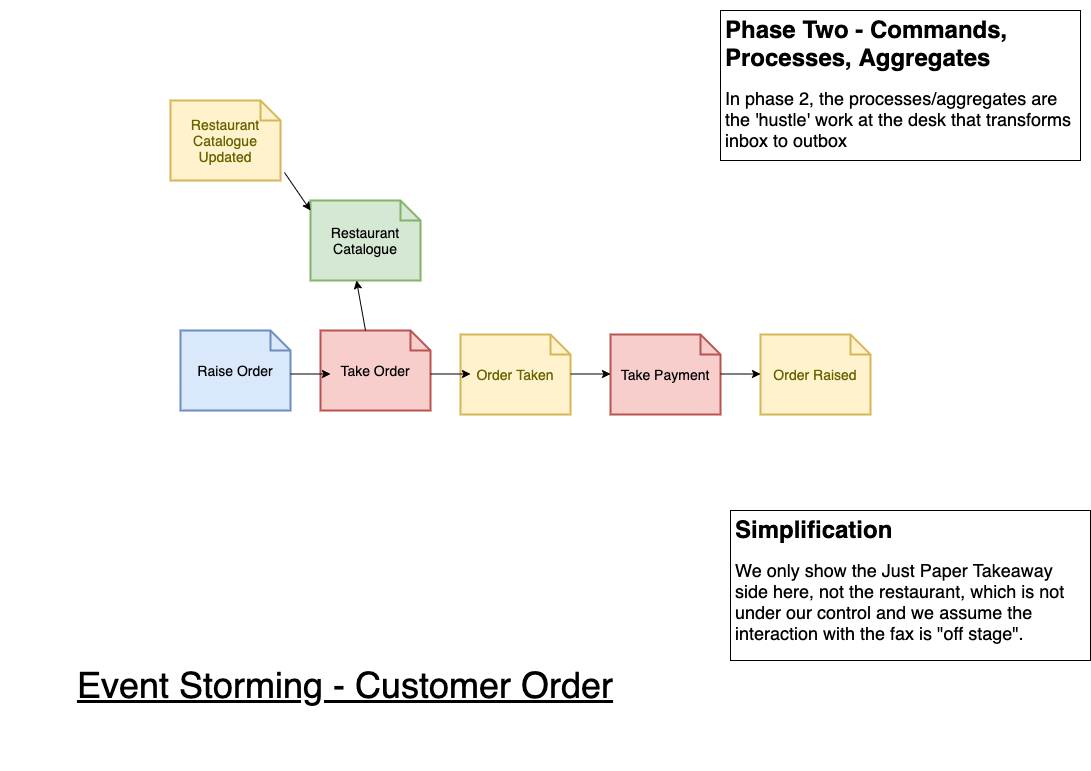 Phase Two - Commands,
Processes, Aggregates
In phase 2, the processes/aggregates are
the 'hustle' work at the desk that transforms
inbox to outbox
Restaurant
Catalogue
Updated
Restaurant
Catalogue
Raise Order
Take Order
Order Taken
Take Payment
Order Raised
Simplification
We only show the Just Paper Takeaway
side here, not the restaurant, which is not
under our control and we assume the
interaction with the fax is "off stage".
Event Storming - Customer Order